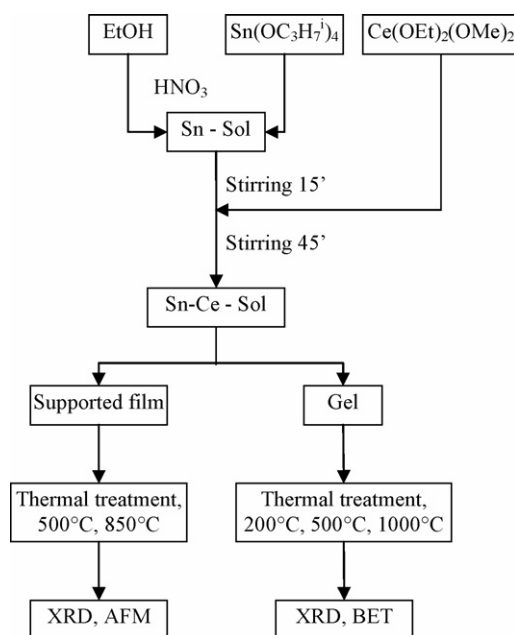 EtOH
Sn(OC₃H₇ⁱ)₄
Ce(OEt)₂(OMe)₂
HNO₃
Sn - Sol
Stirring 15’
Stirring 45’
Sn-Ce - Sol
Supported film
Gel
Thermal treatment,
500°C, 850°C
Thermal treatment,
200°C, 500°C, 1000°C
XRD, AFM
XRD, BET